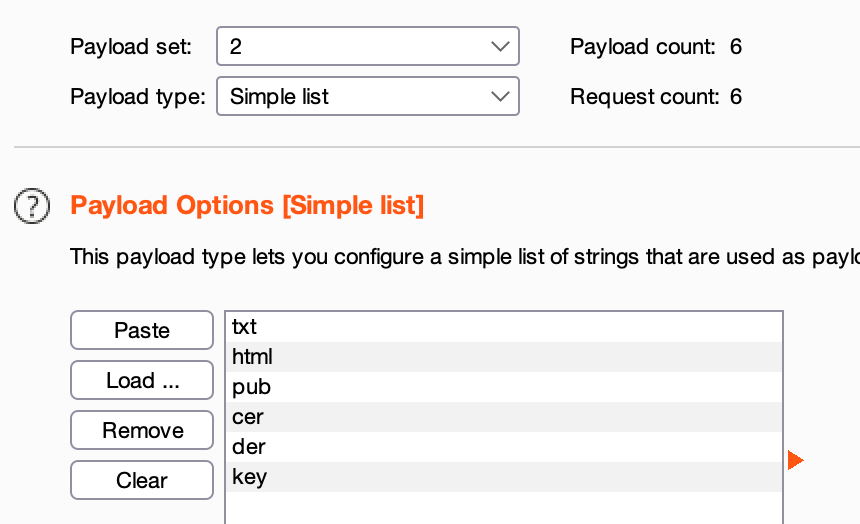 Payload set: 2 Payload count: 6
Payload type: Simple list Request count: 6
? Payload Options [Simple list]
This payload type lets you configure a simple list of strings that are used as paylo
Paste
Load ...
Remove
Clear
txt
html
pub
cer
der
key